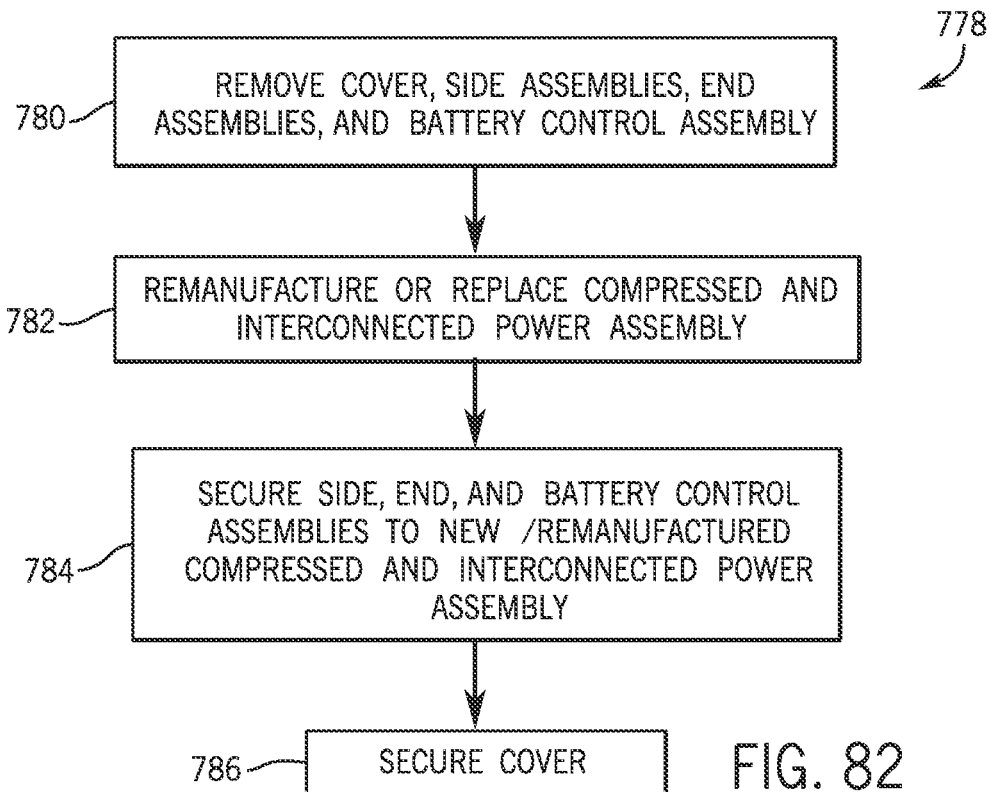 778
780
REMOVE COVER, SIDE ASSEMBLIES, END
ASSEMBLIES, AND BATTERY CONTROL ASSEMBLY
782
REMANUFACTURE OR REPLACE COMPRESSED AND
INTERCONNECTED POWER ASSEMBLY
784
SECURE SIDE, END, AND BATTERY CONTROL
ASSEMBLIES TO NEW /REMANUFACTURED
COMPRESSED AND INTERCONNECTED POWER
ASSEMBLY
786
SECURE COVER
FIG. 82